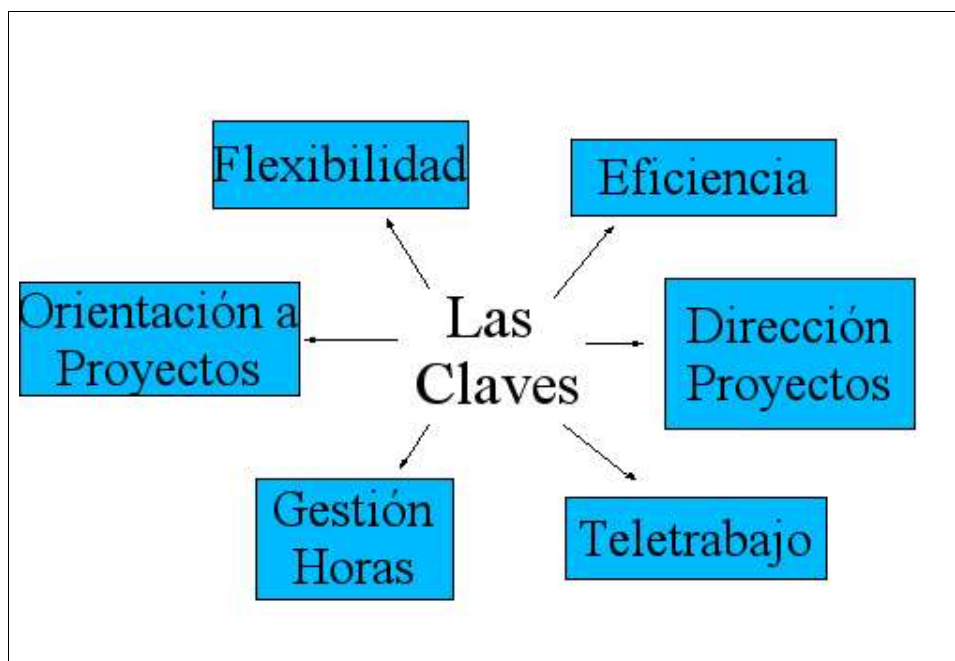 Flexibilidad
Eficiencia
Orientación a
Proyectos
Las
Claves
Dirección
Proyectos
Gestión
Horas
Teletrabajo